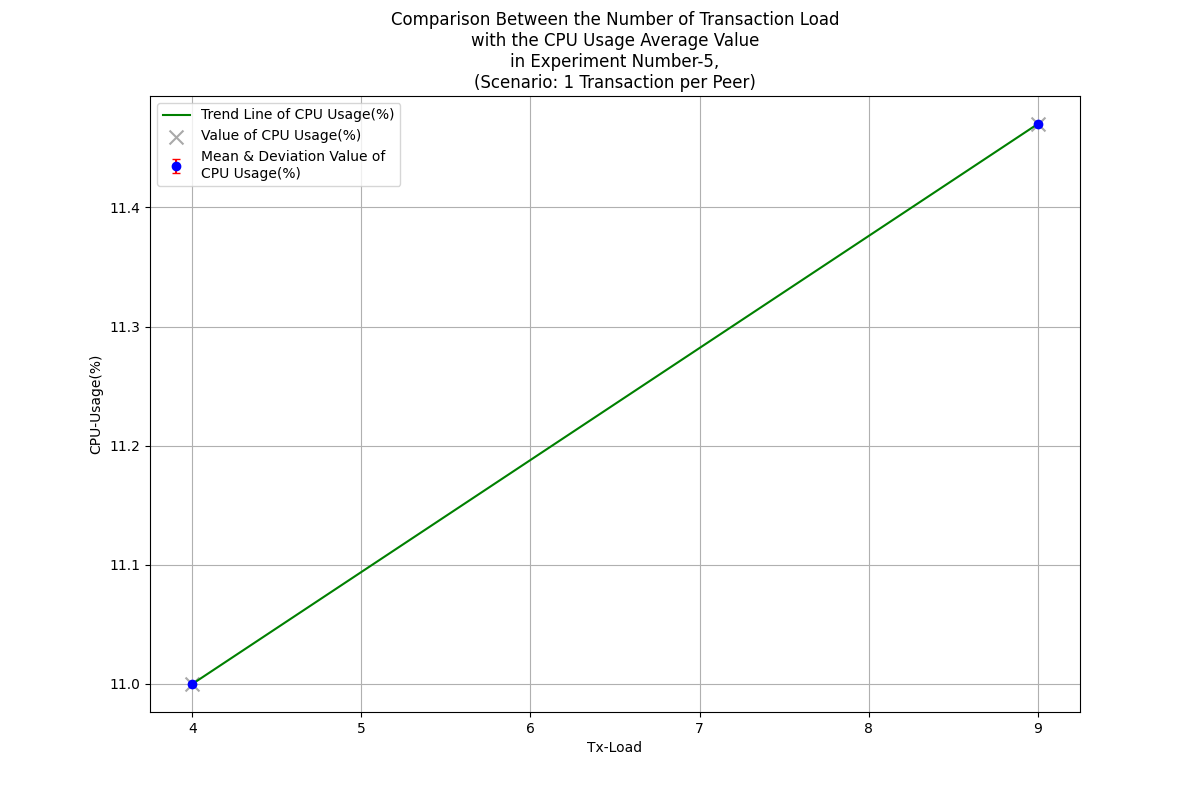 Comparison Between the Number of Transaction Load
with the CPU Usage Average Value
in Experiment Number-5,
(Scenario: 1 Transaction per Peer)
Trend Line of CPU Usage(%)
Value of CPU Usage(%)
Mean & Deviation Value of
CPU Usage(%)
11.4
11.3
11.2
11.1
11.0
CPU-Usage(%)
4 5 6 7 8 9
Tx-Load